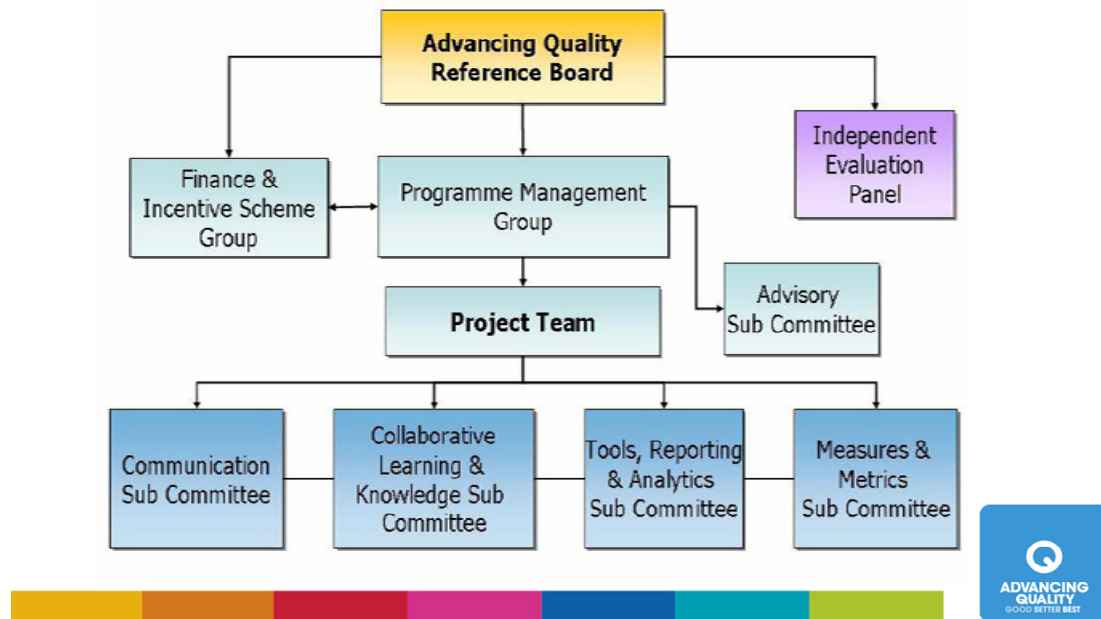 Advancing Quality
Reference Board
Independent
Evaluation
Panel
Finance &
Incentive Scheme
Group
Programme Management
Group
Advisory
Sub Committee
Project Team
Communication
Sub Committee
Collaborative
Learning &
Knowledge Sub
Committee
Tools, Reporting
& Analytics
Sub Committee
Measures &
Metrics
Sub Committee
ADVANCING
QUALITY
GOOD BETTER BEST